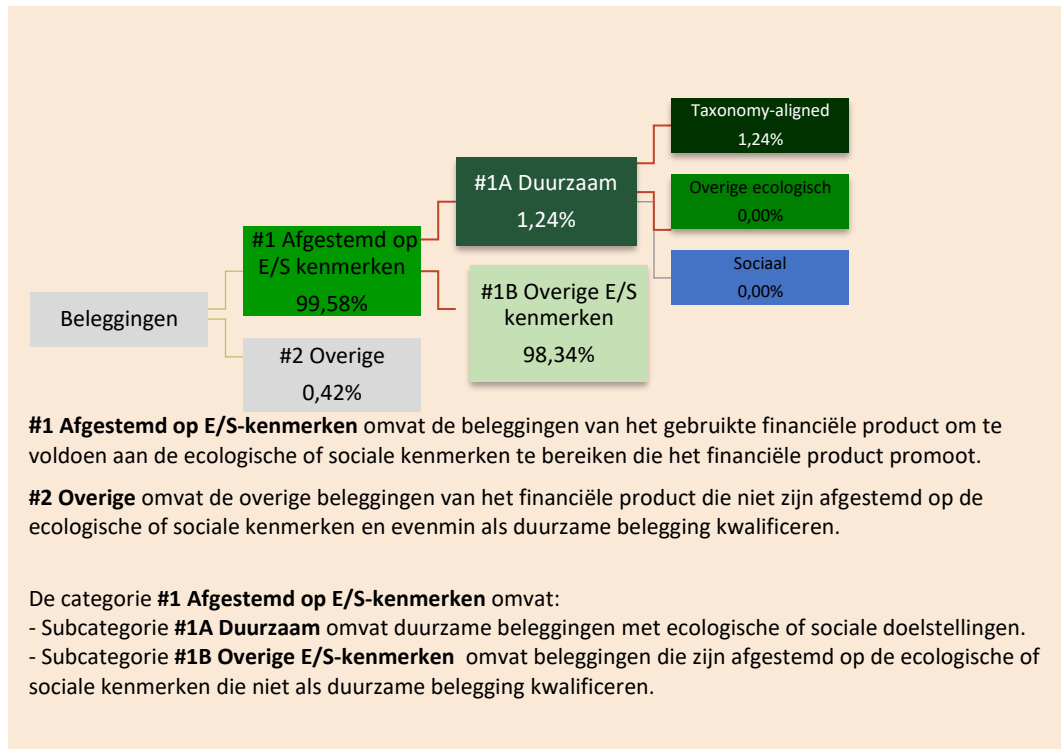 Taxonomy-aligned
1,24%
#1A Duurzaam
1,24%
Overige ecologisch
0,00%
#1 Afgestemd op
E/S kenmerken
99,58%
Sociaal
0,00%
#1B Overige E/S
kenmerken
98,34%
Beleggingen
#2 Overige
0,42%
#1 Afgestemd op E/S-kenmerken omvat de beleggingen van het gebruikte financiële product om te
voldoen aan de ecologische of sociale kenmerken te bereiken die het financiële product promoot.
#2 Overige omvat de overige beleggingen van het financiële product die niet zijn afgestemd op de
ecologische of sociale kenmerken en evenmin als duurzame belegging kwalificeren.
De categorie #1 Afgestemd op E/S-kenmerken omvat:
- Subcategorie #1A Duurzaam omvat duurzame beleggingen met ecologische of sociale doelstellingen.
- Subcategorie #1B Overige E/S-kenmerken omvat beleggingen die zijn afgestemd op de ecologische of
sociale kenmerken die niet als duurzame belegging kwalificeren.